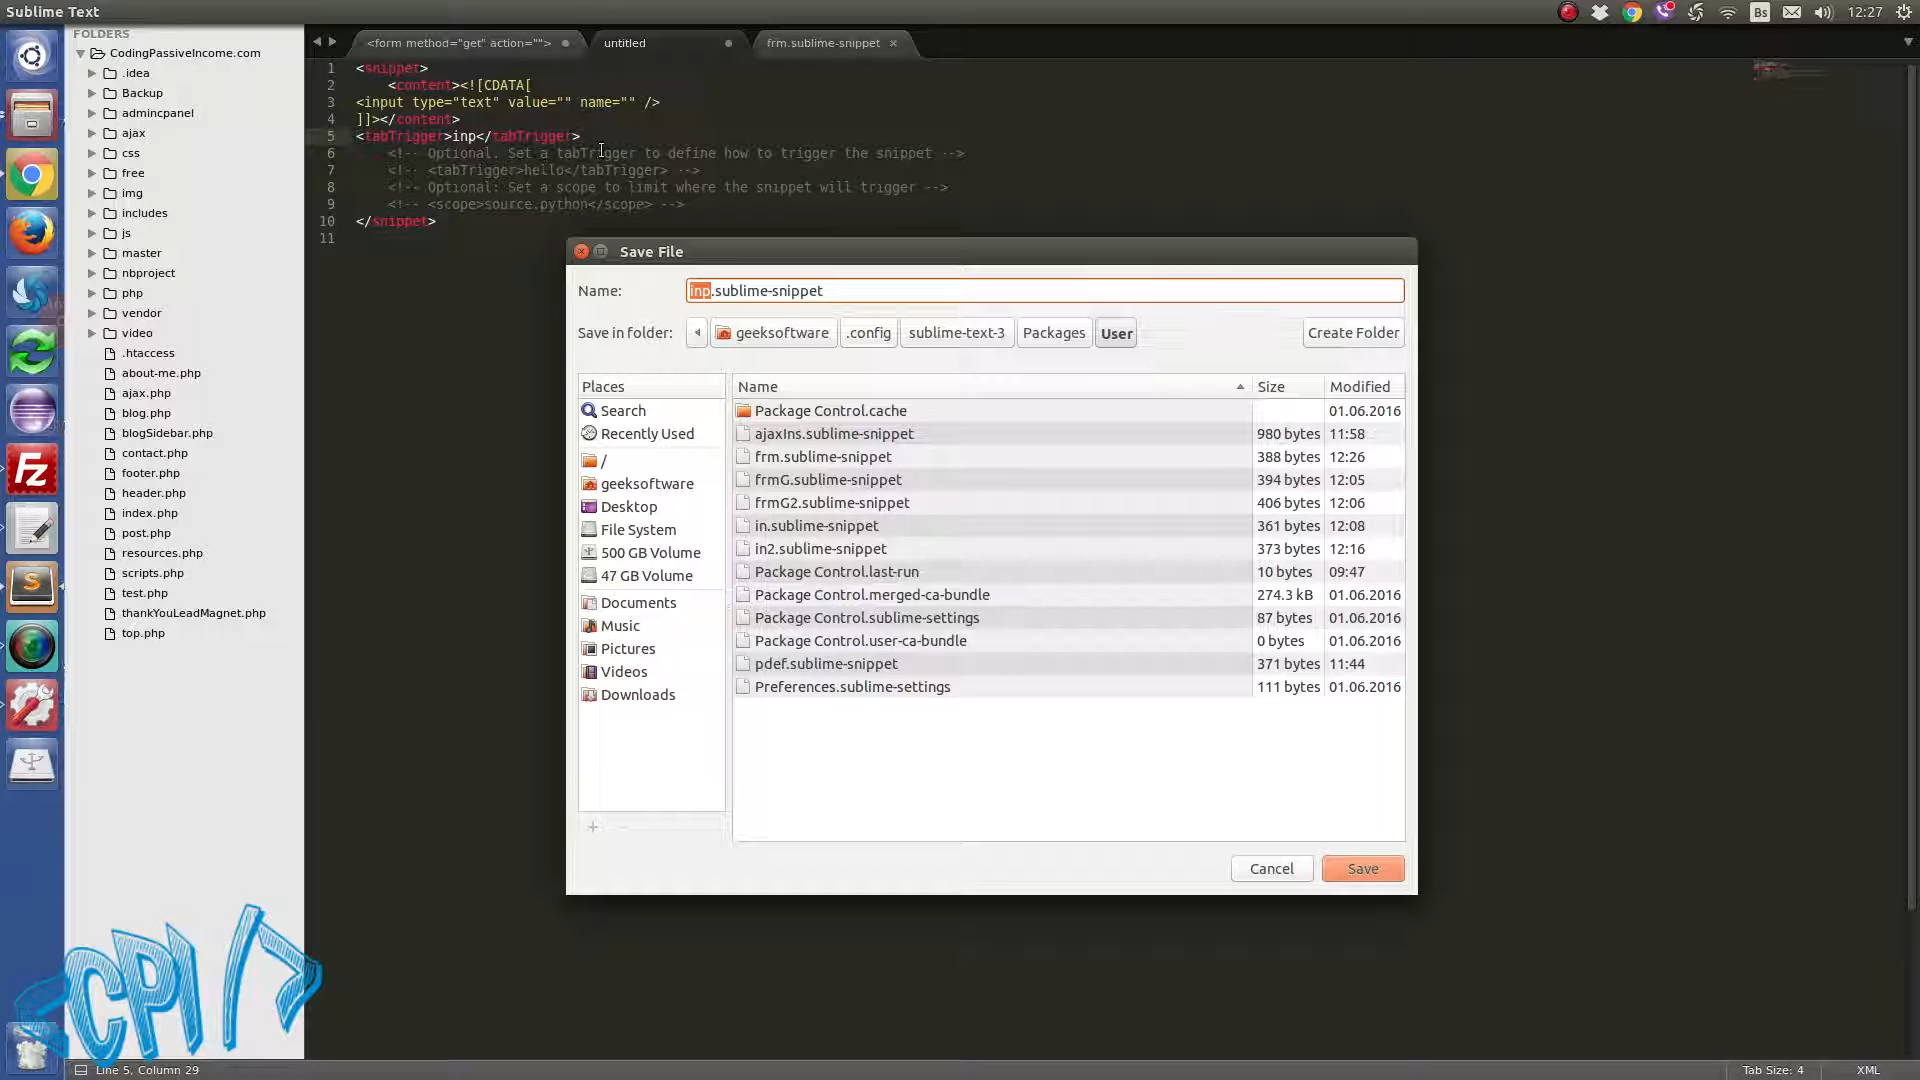 Sublime Text
Bs
12:27
FOLDERS
CodingPassiveIncome.com
.idea
Backup
admincpanel
ajax
css
free
img
includes
js
master
nbproject
php
vendor
video
.htaccess
about-me.php
ajax.php
blog.php
blogSidebar.php
contact.php
footer.php
header.php
index.php
post.php
resources.php
scripts.php
test.php
thankYouLeadMagnet.php
top.php
<form method="get" action="">
untitled
frm.sublime-snippet
1 <snippet>
2 <content><![CDATA[
3 <input type="text" value="" name="" />
4 ]]></content>
5 <tabTrigger>inp</tabTrigger>
6 <!-- Optional. Set a tabTrigger to define how to trigger the snippet -->
7 <!-- <tabTrigger>hello</tabTrigger> -->
8 <!-- Optional: Set a scope to limit where the snippet will trigger -->
9 <!-- <scope>source.python</scope> -->
10 </snippet>
11
Save File
Name: inp.sublime-snippet
Save in folder: geeksoftware .config sublime-text-3 Packages User Create Folder
Places
Search
Recently Used
/
geeksoftware
Desktop
File System
500 GB Volume
47 GB Volume
Documents
Music
Pictures
Videos
Downloads
Name Size Modified
Package Control.cache 01.06.2016
ajaxIns.sublime-snippet 980 bytes 11:58
frm.sublime-snippet 388 bytes 12:26
frmG.sublime-snippet 394 bytes 12:05
frmG2.sublime-snippet 406 bytes 12:06
in.sublime-snippet 361 bytes 12:08
in2.sublime-snippet 373 bytes 12:16
Package Control.last-run 10 bytes 09:47
Package Control.merged-ca-bundle 274.3 kB 01.06.2016
Package Control.sublime-settings 87 bytes 01.06.2016
Package Control.user-ca-bundle 0 bytes 01.06.2016
pdef.sublime-snippet 371 bytes 11:44
Preferences.sublime-settings 111 bytes 01.06.2016
Cancel Save
Fz
S
<CPI/>
Line 5, Column 29
Tab Size: 4
XML